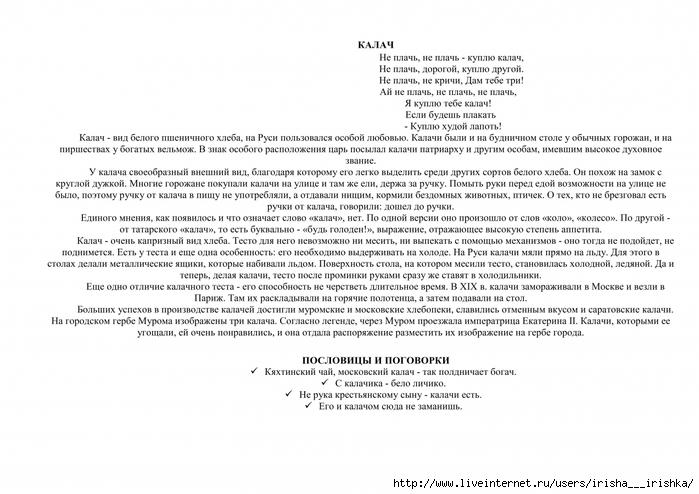 КАЛАЧ
Не плачь, не плачь - куплю калач,
Не плачь, дорогой, куплю другой.
Не плачь, не кричи, Дам тебе три!
Ай не плачь, не плачь, не плачь,
Я куплю тебе калач!
Если будешь плакать
- Куплю худой лапоть!
Калач - вид белого пшеничного хлеба, на Руси пользовался особой любовью. Калачи были и на будничном столе у обычных горожан, и на
пиршествах у богатых вельмож. В знак особого расположения царь посылал калачи патриарху и другим особам, имевшим высокое духовное
звание.
У калача своеобразный внешний вид, благодаря которому его легко выделить среди других сортов белого хлеба. Он похож на замок с
круглой дужкой. Многие горожане покупали калачи на улице и там же ели, держа за ручку. Помыть руки перед едой возможности на улице не
было, поэтому ручку от калача в пищу не употребляли, а отдавали нищим, кормили бездомных животных, птичек. О тех, кто не брезговал есть
ручки от калача, говорили: дошел до ручки.
Единого мнения, как появилось и что означает слово «калач», нет. По одной версии оно произошло от слов «коло», «колесо». По другой -
от татарского «калач», то есть буквально - «будь голоден!», выражение, отражающее высокую степень аппетита.
Калач - очень капризный вид хлеба. Тесто для него невозможно ни месить, ни выпекать с помощью механизмов - оно тогда не подойдет, не
поднимется. Есть у теста и еще одна особенность: его необходимо выдерживать на холоде. На Руси калачи мяли прямо на льду. Для этого в
столах делали металлические ящики, которые набивали льдом. Поверхность стола, на котором месили тесто, становилась холодной, ледяной. Да и
теперь, делая калачи, тесто после проминки руками сразу же ставят в холодильники.
Еще одно отличие калачного теста - его способность не черстветь длительное время. В XIX в. калачи замораживали в Москве и везли в
Париж. Там их раскладывали на горячие полотенца, а затем подавали на стол.
Больших успехов в производстве калачей достигли муромские и московские хлебопеки, славились отменным вкусом и саратовские калачи.
На городском гербе Мурома изображены три калача. Согласно легенде, через Муром проезжала императрица Екатерина II. Калачи, которыми ее
угощали, ей очень понравились, и она отдала распоряжение разместить их изображение на гербе города.
ПОСЛОВИЦЫ И ПОГОВОРКИ
✓ Кяхтинский чай, московский калач - так полдничает богач.
✓ С калачика - бело личико.
✓ Не рука крестьянскому сыну - калачи есть.
✓ Его и калачом сюда не заманишь.
http://www.liveinternet.ru/users/irisha___irishka/